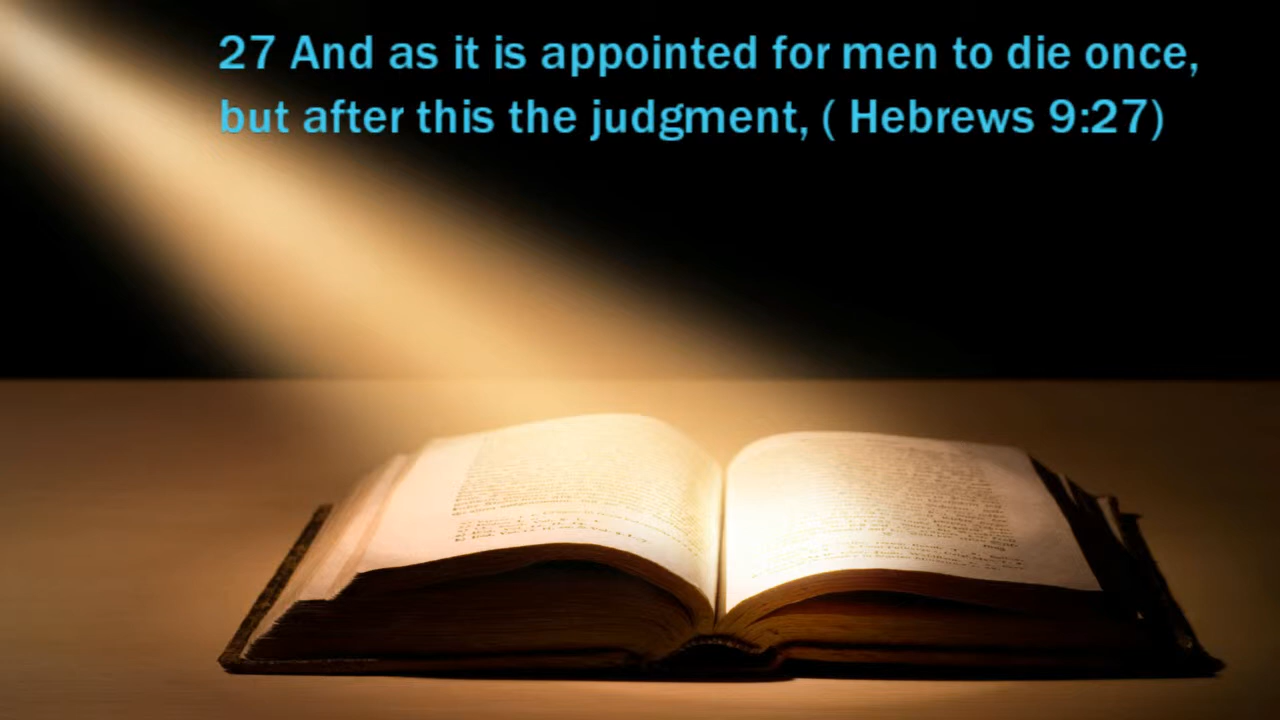 27 And as it is appointed for men to die once,
but after this the judgment, ( Hebrews 9:27)